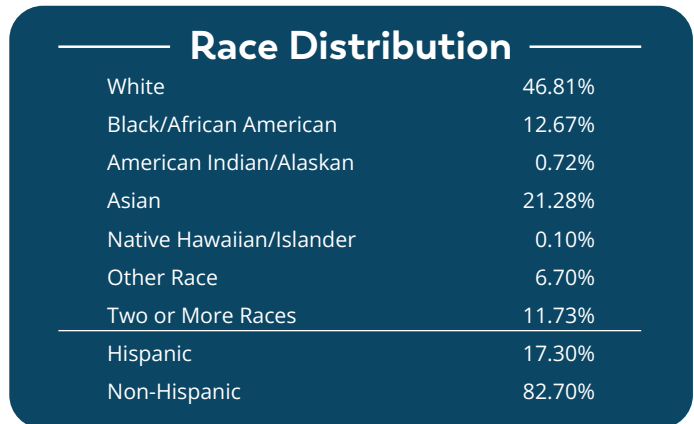 Race Distribution
White 46.81%
Black/African American 12.67%
American Indian/Alaskan 0.72%
Asian 21.28%
Native Hawaiian/Islander 0.10%
Other Race 6.70%
Two or More Races 11.73%
Hispanic 17.30%
Non-Hispanic 82.70%